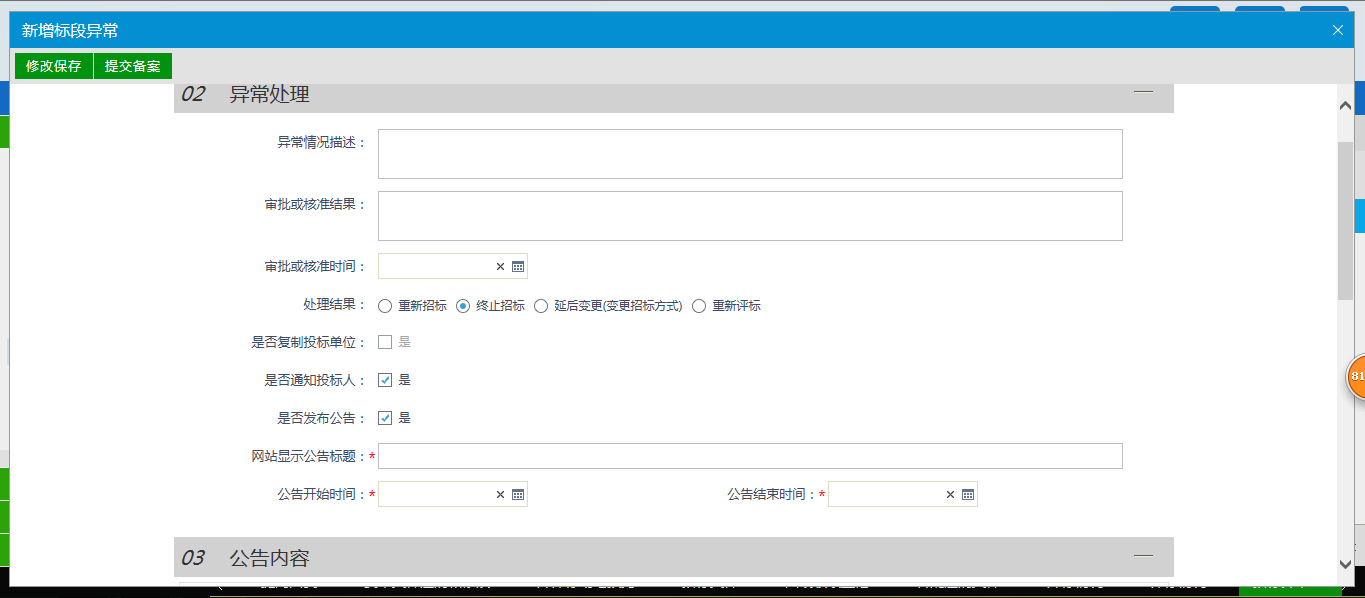 新增标段异常
修改保存 提交备案
02 异常处理
异常情况描述：
审批或核准结果：
审批或核准时间：
处理结果： 重新招标 终止招标 延后变更(变更招标方式) 重新评标
是否复制投标单位： 是
是否通知投标人： 是
是否发布公告： 是
网站显示公告标题：*
公告开始时间：* 公告结束时间：*
03 公告内容
81